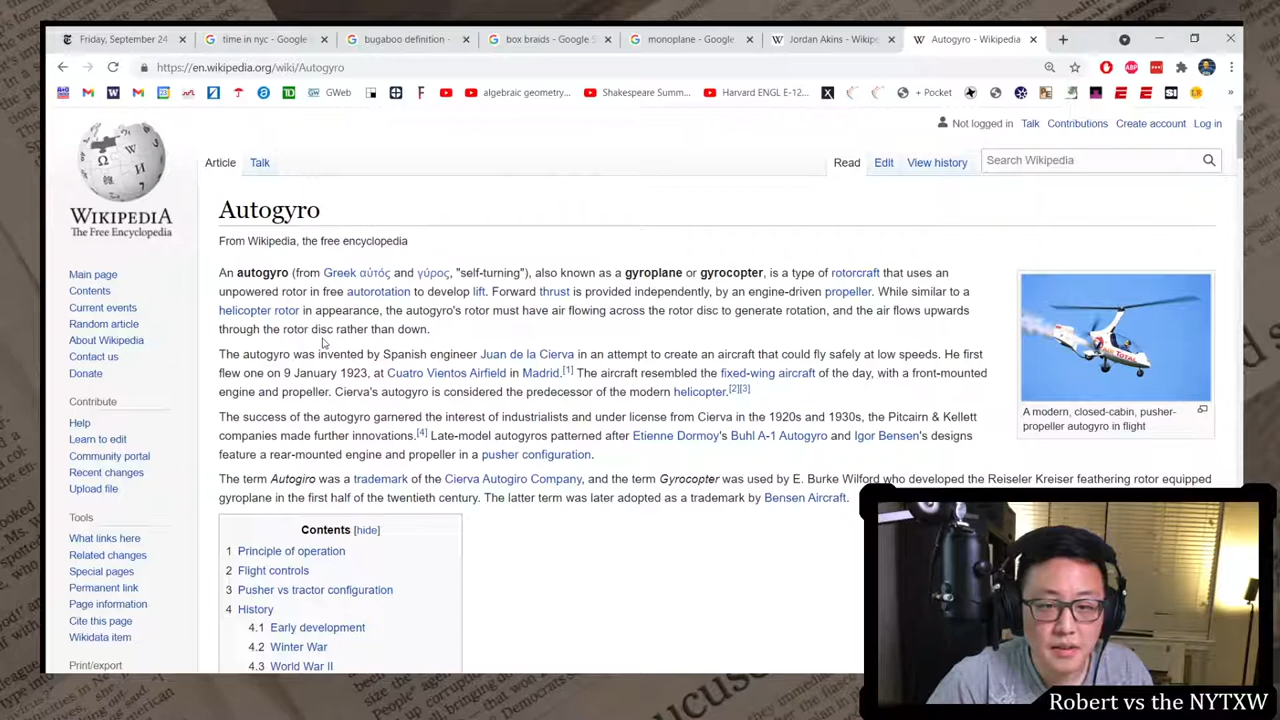 Friday, September 24
time in nyc - Google
bugaboo definition -
box braids - Google S
monoplane - Google
Jordan Akins - Wikipe
Autogyro - Wikipedia
https://en.wikipedia.org/wiki/Autogyro
GWeb
algebraic geometry...
Shakespeare Summ...
Harvard ENGL E-12...
+ Pocket
Not logged in Talk Contributions Create account Log in
Article Talk
Read Edit View history
Search Wikipedia
WIKIPEDIA
The Free Encyclopedia
Main page
Contents
Current events
Random article
About Wikipedia
Contact us
Donate
Contribute
Help
Learn to edit
Community portal
Recent changes
Upload file
Tools
What links here
Related changes
Special pages
Permanent link
Page information
Cite this page
Wikidata item
Print/export
Autogyro
From Wikipedia, the free encyclopedia
An autogyro (from Greek αὐτός and γύρος, "self-turning"), also known as a gyroplane or gyrocopter, is a type of rotorcraft that uses an
unpowered rotor in free autorotation to develop lift. Forward thrust is provided independently, by an engine-driven propeller. While similar to a
helicopter rotor in appearance, the autogyro's rotor must have air flowing across the rotor disc to generate rotation, and the air flows upwards
through the rotor disc rather than down.
The autogyro was invented by Spanish engineer Juan de la Cierva in an attempt to create an aircraft that could fly safely at low speeds. He first
flew one on 9 January 1923, at Cuatro Vientos Airfield in Madrid.[1] The aircraft resembled the fixed-wing aircraft of the day, with a front-mounted
engine and propeller. Cierva's autogyro is considered the predecessor of the modern helicopter.[2][3]
The success of the autogyro garnered the interest of industrialists and under license from Cierva in the 1920s and 1930s, the Pitcairn & Kellett
companies made further innovations.[4] Late-model autogyros patterned after Etienne Dormoy's Buhl A-1 Autogyro and Igor Bensen's designs
feature a rear-mounted engine and propeller in a pusher configuration.
The term Autogiro was a trademark of the Cierva Autogiro Company, and the term Gyrocopter was used by E. Burke Wilford who developed the Reiseler Kreiser feathering rotor equipped
gyroplane in the first half of the twentieth century. The latter term was later adopted as a trademark by Bensen Aircraft.
A modern, closed-cabin, pusher-
propeller autogyro in flight
Contents [hide]
1 Principle of operation
2 Flight controls
3 Pusher vs tractor configuration
4 History
4.1 Early development
4.2 Winter War
4.3 World War II
Robert vs the NYTXW